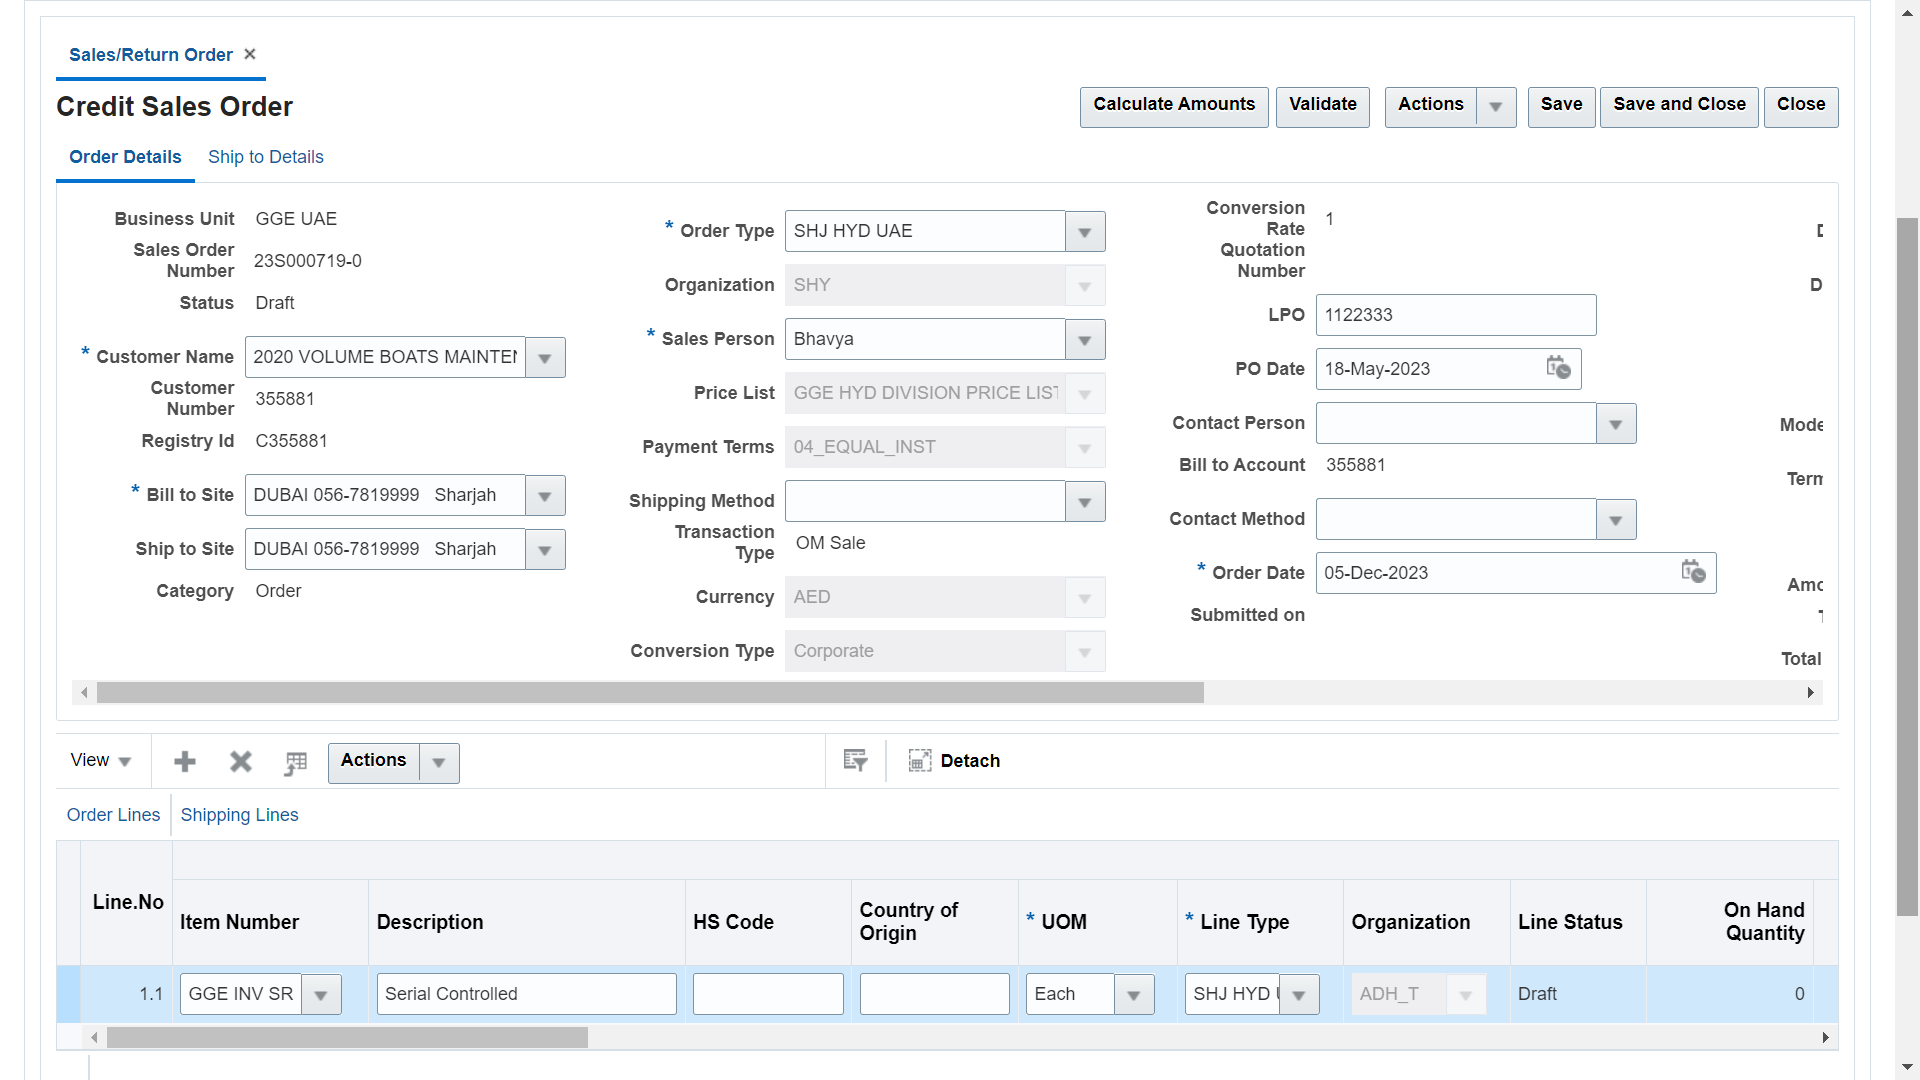 Sales/Return Order
Credit Sales Order
Calculate Amounts Validate Actions Save Save and Close Close
Order Details Ship to Details
Business Unit GGE UAE
Sales Order Number 23S000719-0
Status Draft
* Customer Name 2020 VOLUME BOATS MAINTEN
Customer Number 355881
Registry Id C355881
* Bill to Site DUBAI 056-7819999 Sharjah
Ship to Site DUBAI 056-7819999 Sharjah
Category Order
* Order Type SHJ HYD UAE
Organization SHY
* Sales Person Bhavya
Price List GGE HYD DIVISION PRICE LIST
Payment Terms 04_EQUAL_INST
Shipping Method
Transaction Type OM Sale
Currency AED
Conversion Type Corporate
Conversion Rate 1
Quotation Number
LPO 1122333
PO Date 18-May-2023
Contact Person
Bill to Account 355881
Contact Method
* Order Date 05-Dec-2023
Submitted on
D
Mode
Term
Amo
Total
View Actions Detach
Order Lines Shipping Lines
Line.No Item Number Description HS Code Country of Origin * UOM * Line Type Organization Line Status On Hand Quantity
1.1 GGE INV SR Serial Controlled Each SHJ HYD ADH_T Draft 0